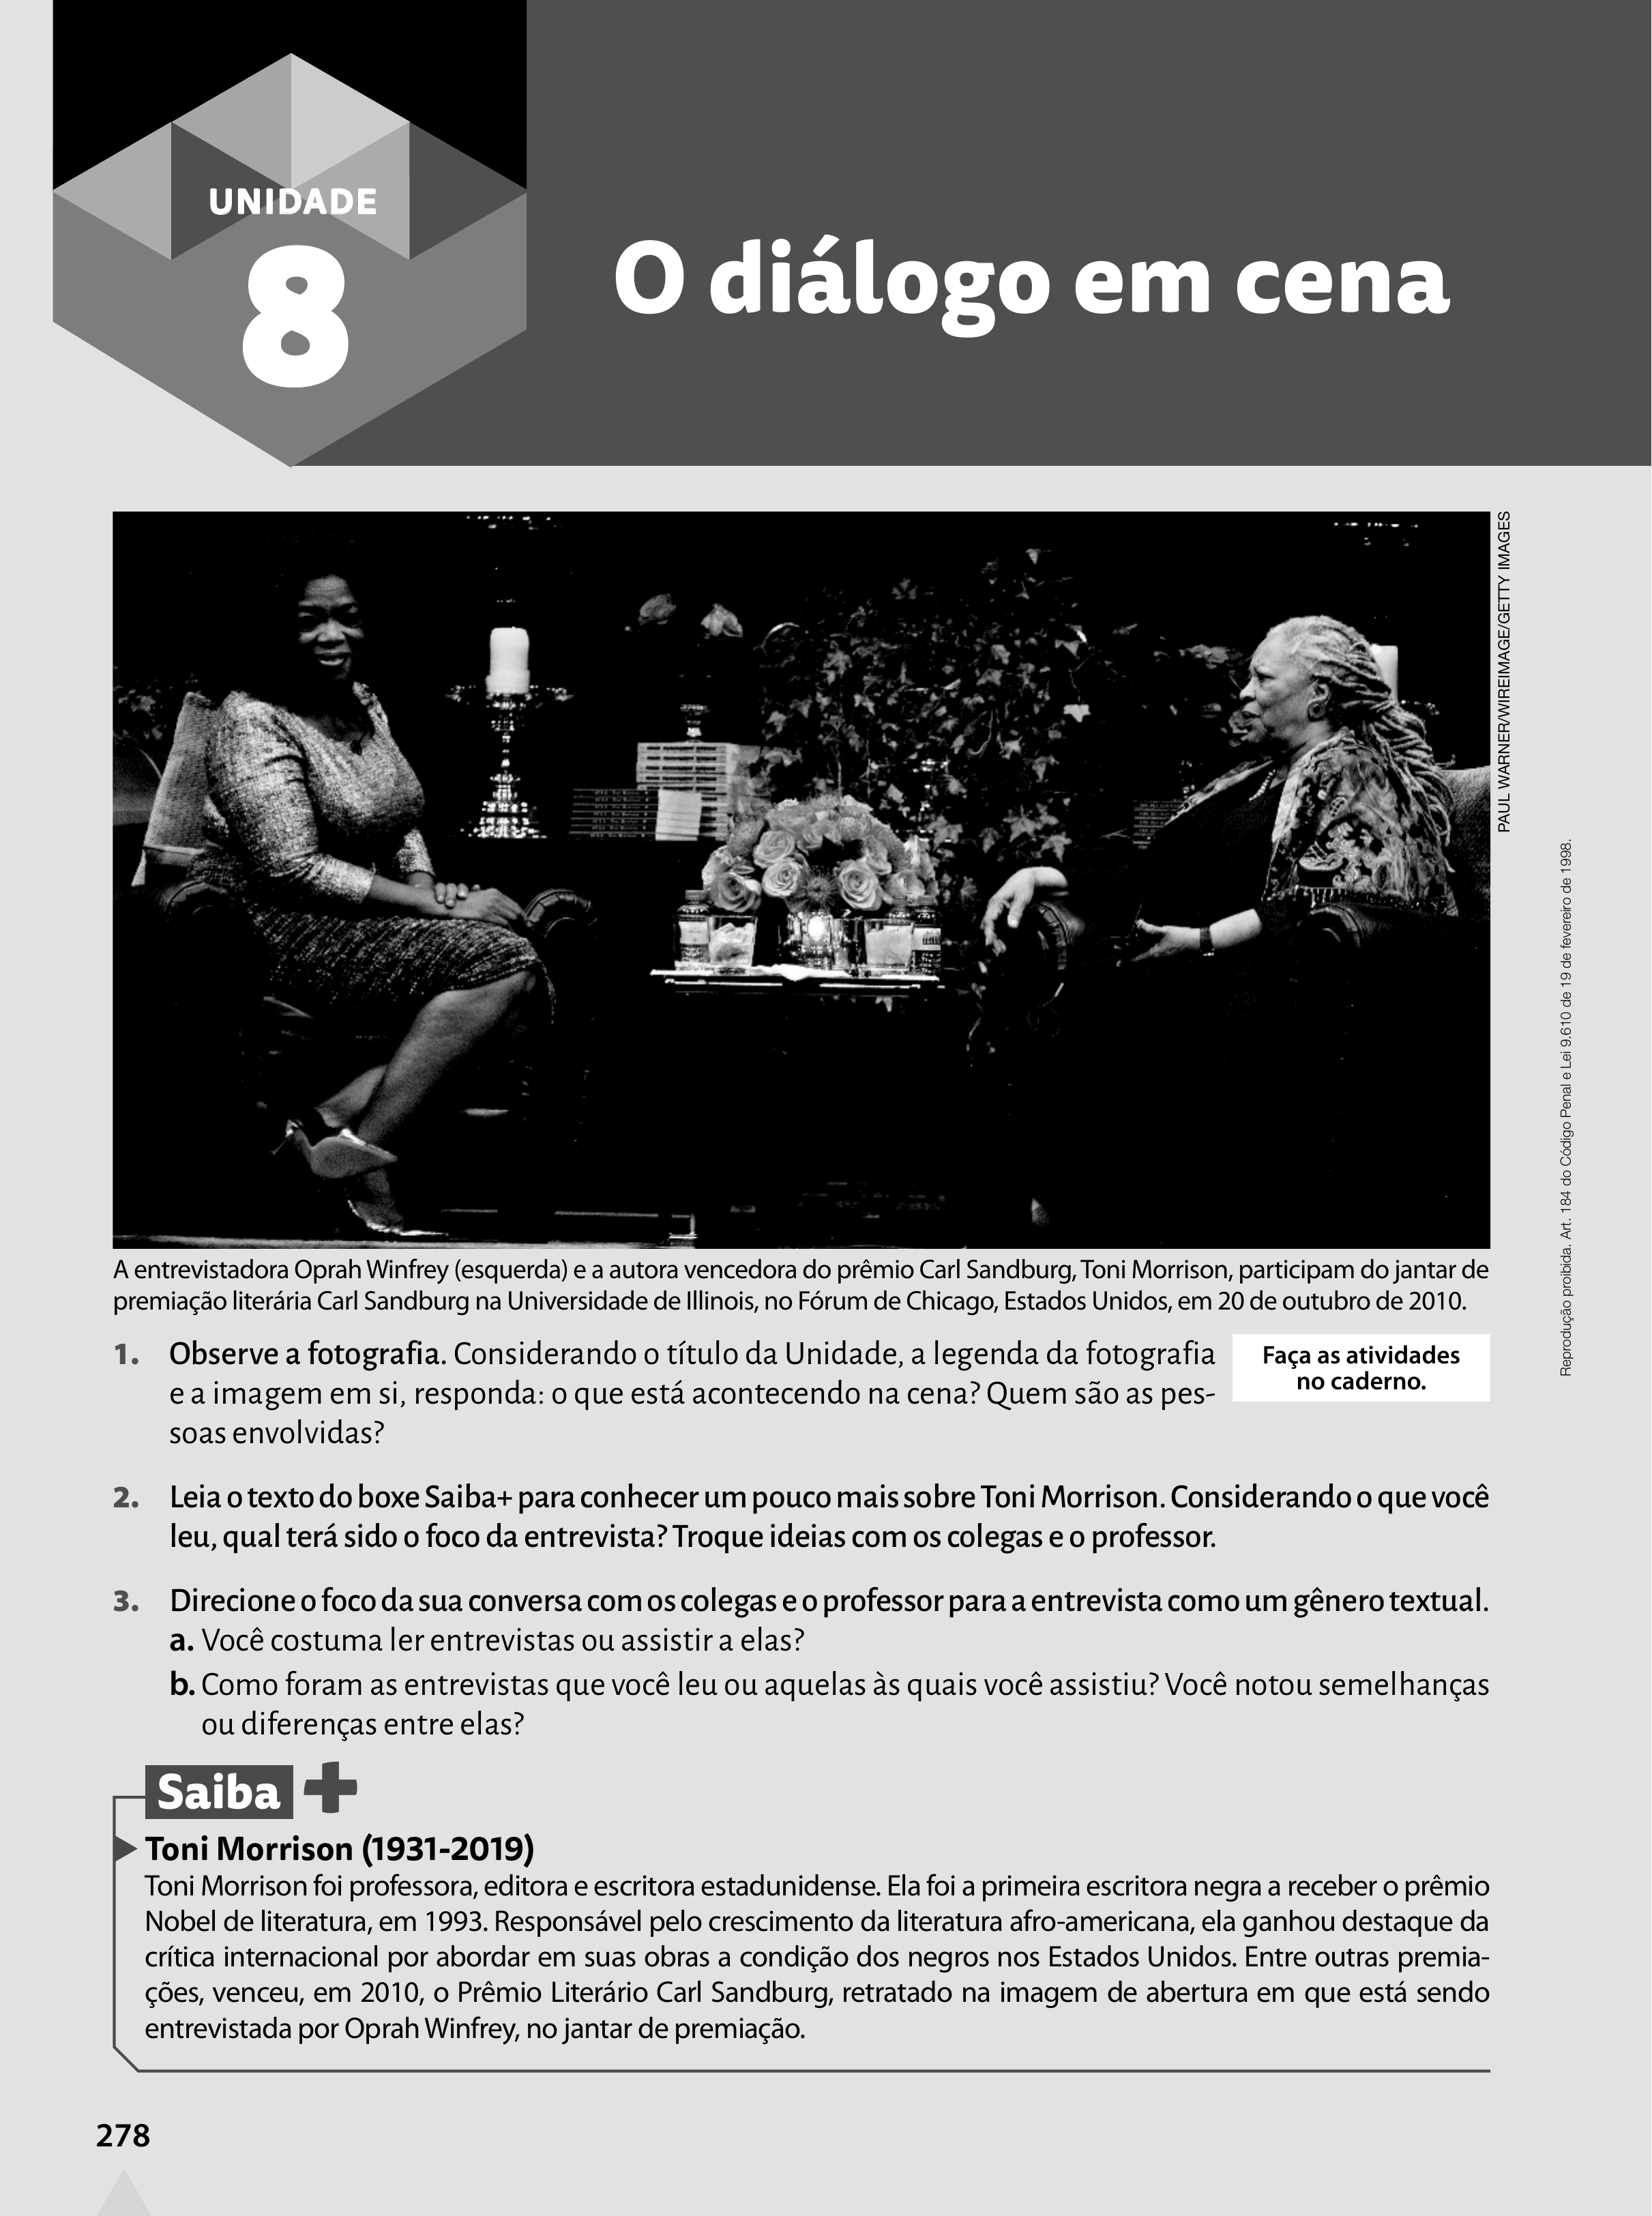 UNIDADE
8
O diálogo em cena
PAUL WARNER/WIREIMAGE/GETTY IMAGES
Reprodução proibida. Art. 184 do Código Penal e Lei 9.610 de 19 de fevereiro de 1998.
A entrevistadora Oprah Winfrey (esquerda) e a autora vencedora do prêmio Carl Sandburg, Toni Morrison, participam do jantar de
premiação literária Carl Sandburg na Universidade de Illinois, no Fórum de Chicago, Estados Unidos, em 20 de outubro de 2010.
1. Observe a fotografia. Considerando o título da Unidade, a legenda da fotografia
e a imagem em si, responda: o que está acontecendo na cena? Quem são as pes-
soas envolvidas?
Faça as atividades
no caderno.
2. Leia o texto do boxe Saiba+ para conhecer um pouco mais sobre Toni Morrison. Considerando o que você
leu, qual terá sido o foco da entrevista? Troque ideias com os colegas e o professor.
3. Direcione o foco da sua conversa com os colegas e o professor para a entrevista como um gênero textual.
a. Você costuma ler entrevistas ou assistir a elas?
b. Como foram as entrevistas que você leu ou aquelas às quais você assistiu? Você notou semelhanças
ou diferenças entre elas?
Saiba +
Toni Morrison (1931-2019)
Toni Morrison foi professora, editora e escritora estadunidense. Ela foi a primeira escritora negra a receber o prêmio
Nobel de literatura, em 1993. Responsável pelo crescimento da literatura afro-americana, ela ganhou destaque da
crítica internacional por abordar em suas obras a condição dos negros nos Estados Unidos. Entre outras premia-
ções, venceu, em 2010, o Prêmio Literário Carl Sandburg, retratado na imagem de abertura em que está sendo
entrevistada por Oprah Winfrey, no jantar de premiação.
278